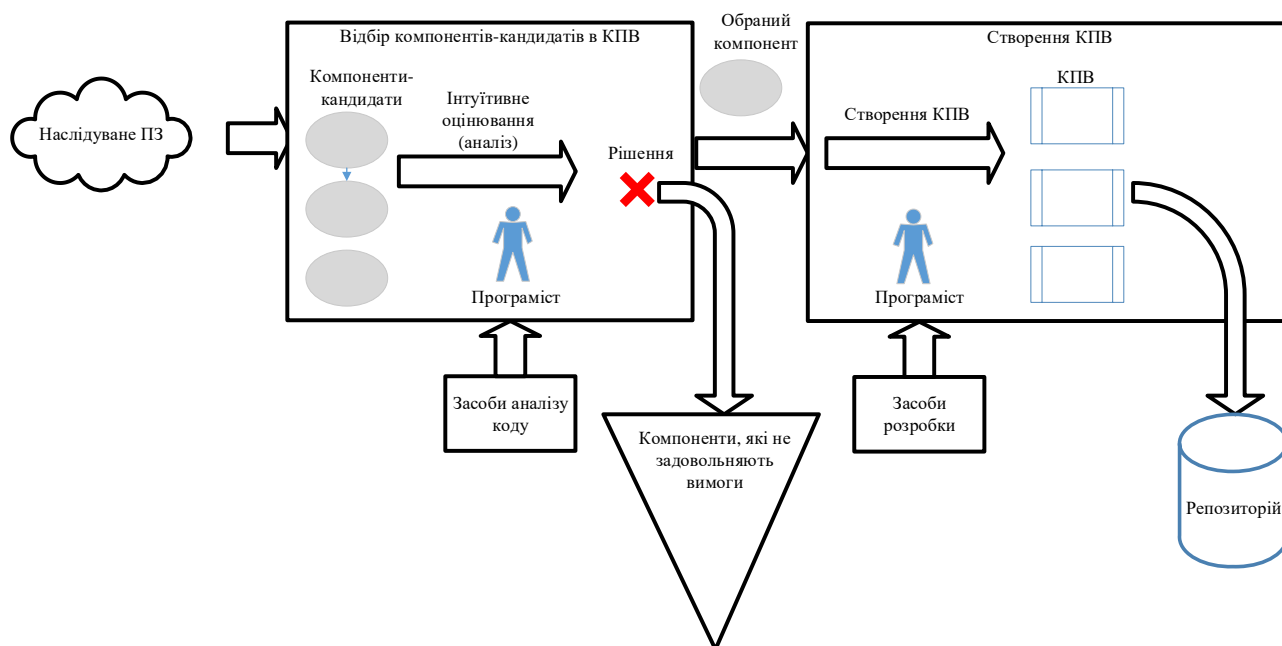 Відбір компонентів-кандидатів в КПВ
Обраний
компонент
Створення КПВ
Наслідуване ПЗ
Компоненти-
кандидати
Інтуїтивне
оцінювання
(аналіз)
Рішення
Програміст
Створення КПВ
КПВ
Програміст
Засоби аналізу
коду
Компоненти, які не
задовольняють
вимоги
Засоби
розробки
Репозиторій